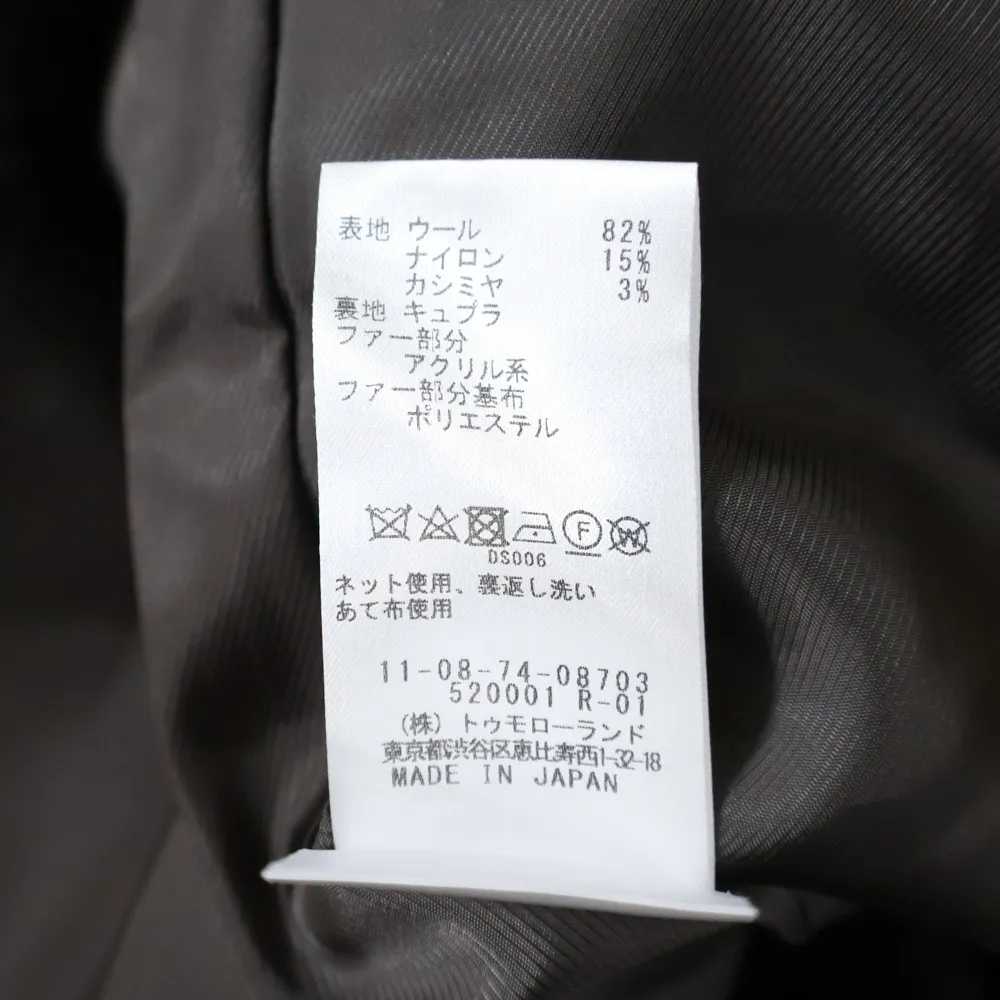 表地 ウール 82%
ナイロン 15%
カシミヤ 3%
裏地 キュプラ
ファー部分
アクリル系
ファー部分基布
ポリエステル
F W
DS006
ネット使用、裏返し洗い
あて布使用
11-08-74-08703
520001 R-01
(株) トゥモローランド
東京都渋谷区恵比寿西1-32-18
MADE IN JAPAN